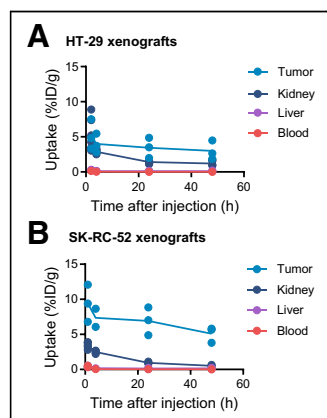 A
HT-29 xenografts
Uptake (%ID/g)
15
10
5
0
0 20 40 60
Time after injection (h)
Tumor
Kidney
Liver
Blood
B
SK-RC-52 xenografts
Uptake (%ID/g)
15
10
5
0
0 20 40 60
Time after injection (h)
Tumor
Kidney
Liver
Blood